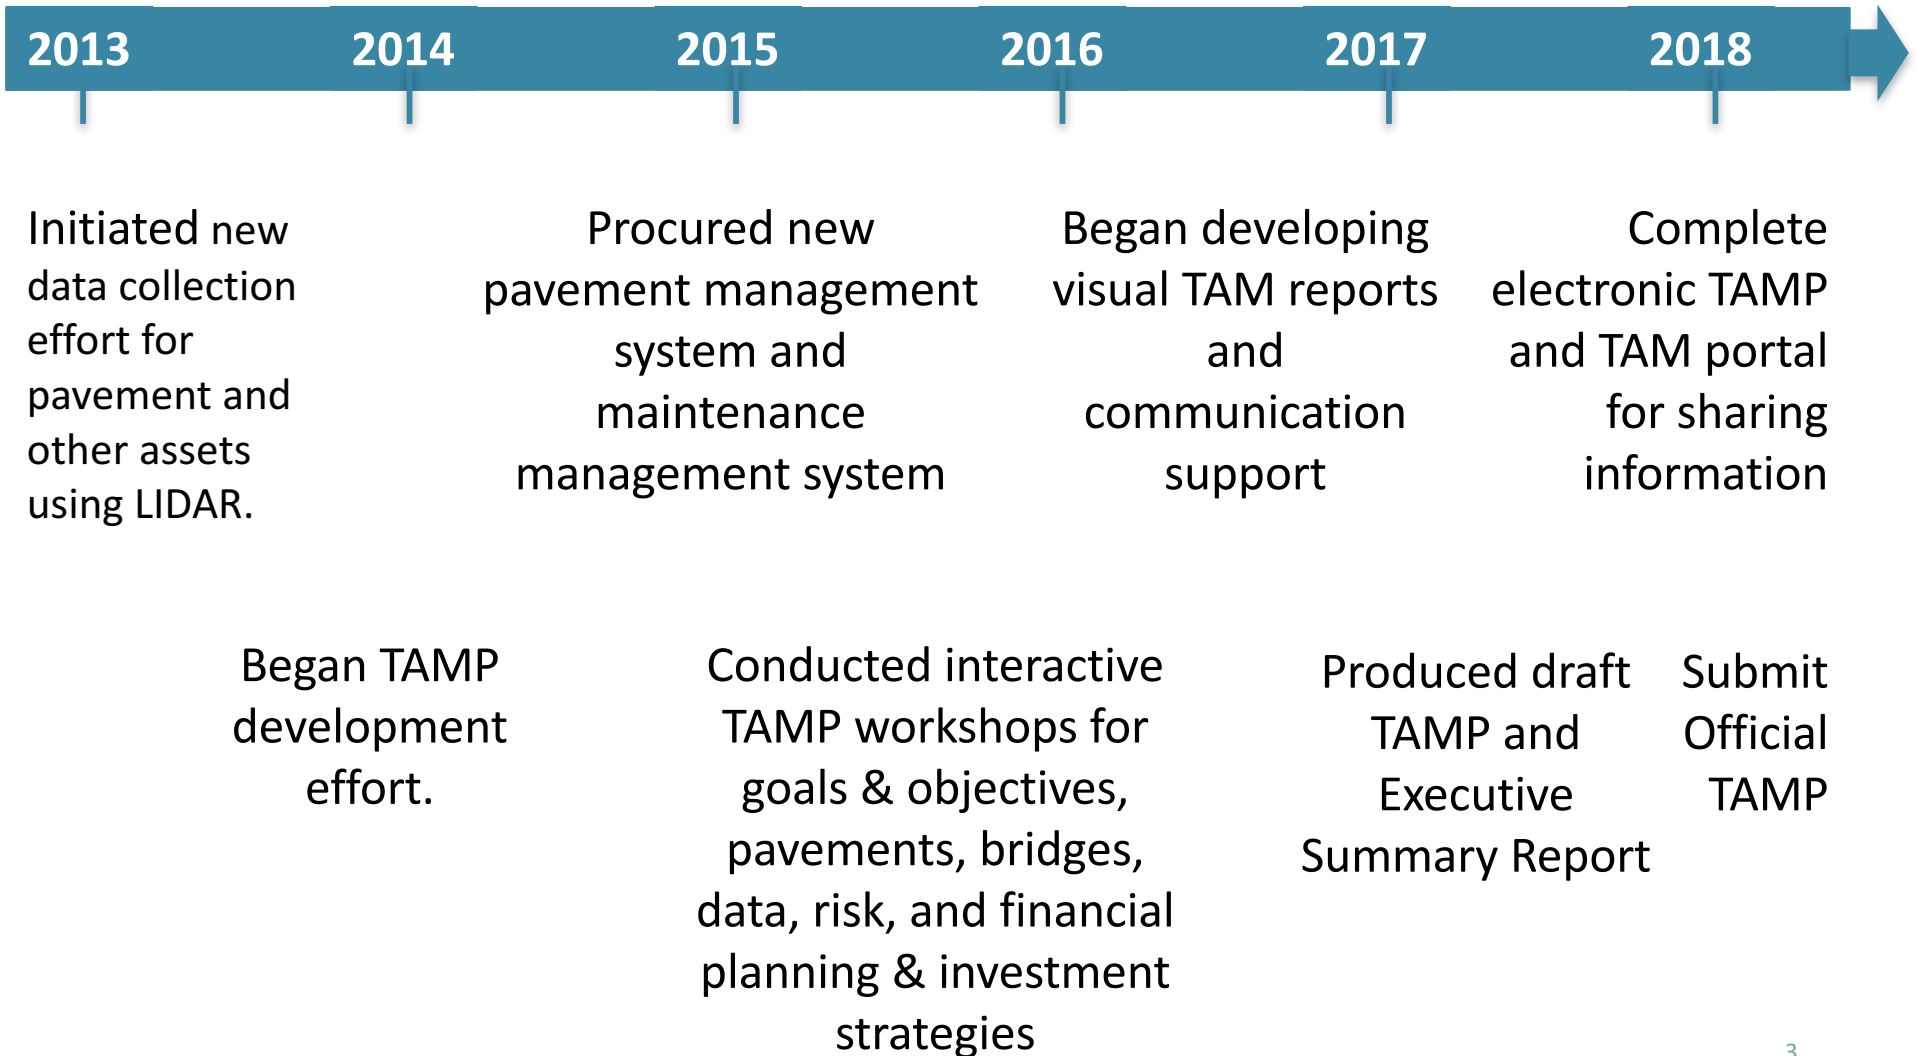 2013 2014 2015 2016 2017 2018
Initiated new
data collection
effort for
pavement and
other assets
using LIDAR.
Procured new
pavement management
system and
maintenance
management system
Began developing
visual TAM reports
and
communication
support
Complete
electronic TAMP
and TAM portal
for sharing
information
Began TAMP
development
effort.
Conducted interactive
TAMP workshops for
goals & objectives,
pavements, bridges,
data, risk, and financial
planning & investment
strategies
Produced draft
TAMP and
Executive
Summary Report
Submit
Official
TAMP
3